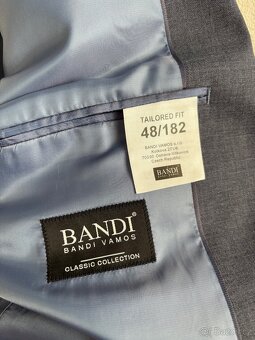 TAILORED FIT
48/182
BANDI VAMOS s.r.o.
Czech Republic
BANDI
BANDI®
BANDI VAMOS
CLASSIC COLLECTION